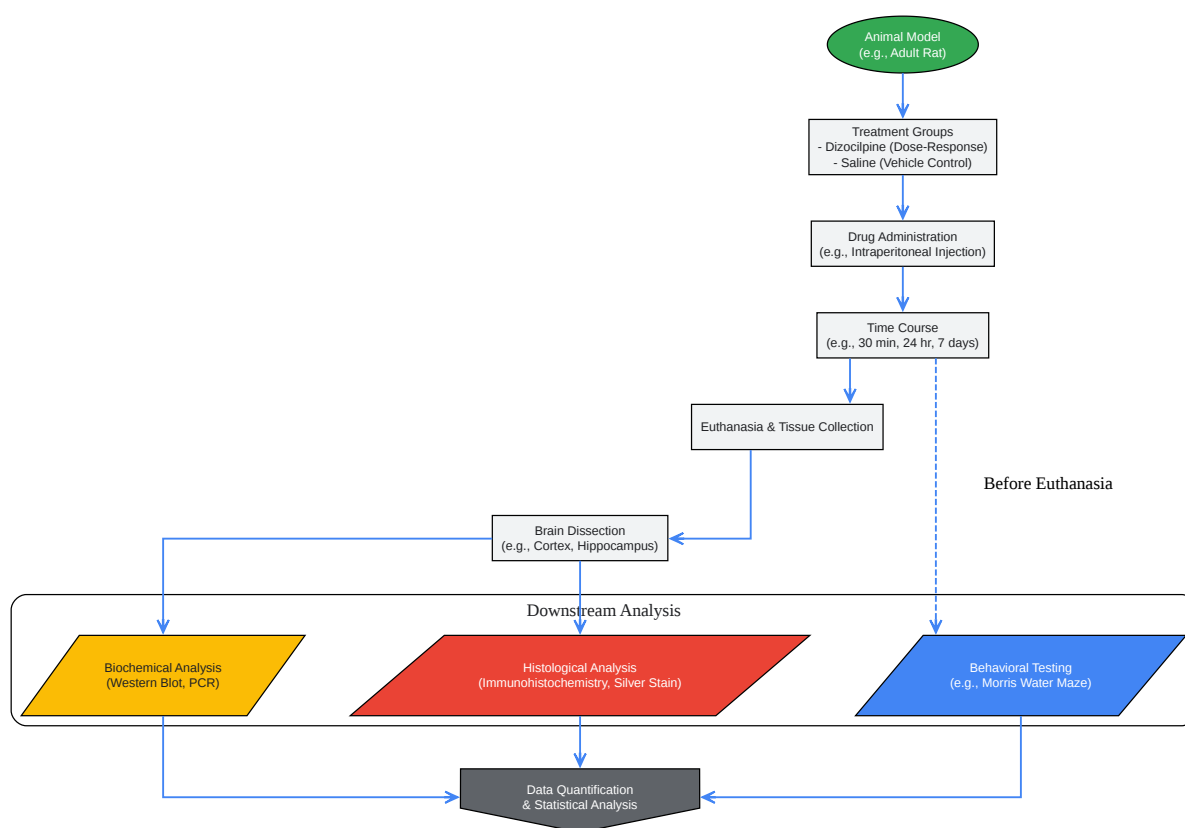 Animal Model
(e.g., Adult Rat)
Treatment Groups
- Dizocilpine (Dose-Response)
- Saline (Vehicle Control)
Drug Administration
(e.g., Intraperitoneal Injection)
Time Course
(e.g., 30 min, 24 hr, 7 days)
Euthanasia & Tissue Collection
Before Euthanasia
Brain Dissection
(e.g., Cortex, Hippocampus)
Downstream Analysis
Biochemical Analysis
(Western Blot, PCR)
Histological Analysis
(Immunohistochemistry, Silver Stain)
Behavioral Testing
(e.g., Morris Water Maze)
Data Quantification
& Statistical Analysis